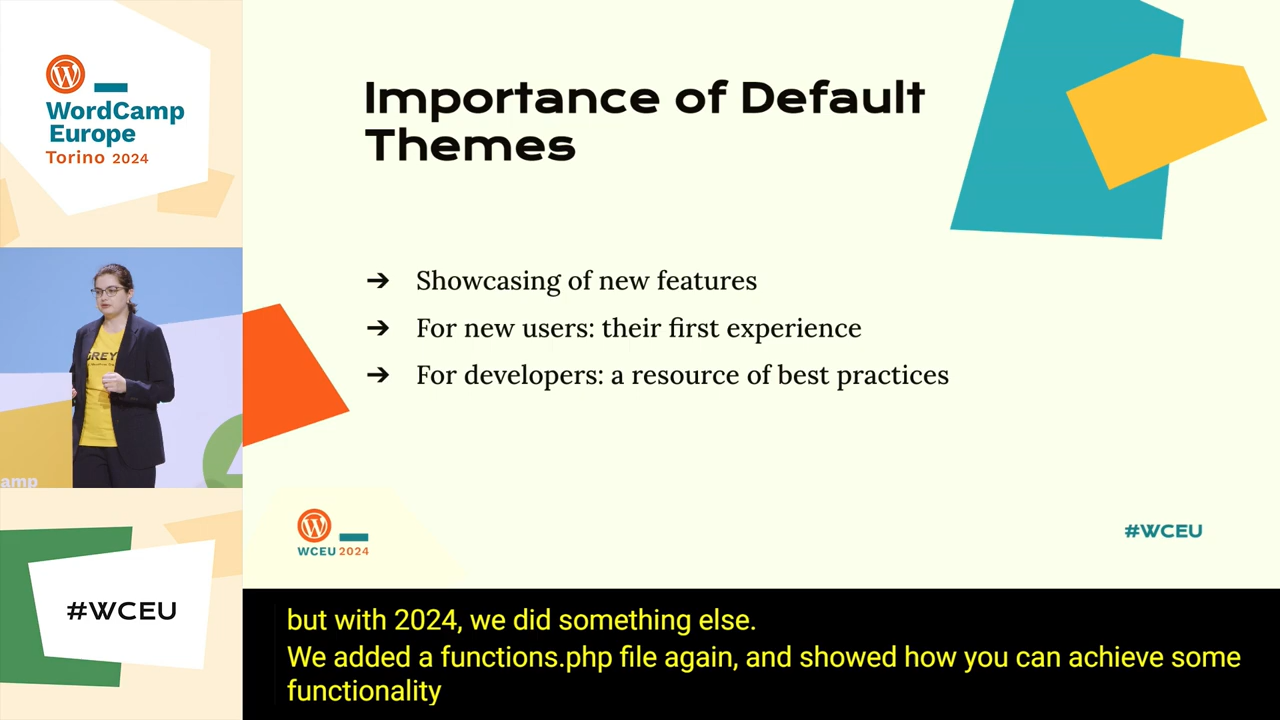 WordCamp
Europe
Torino 2024
GREY
amp
#WCEU
Importance of Default
Themes
➔ Showcasing of new features
➔ For new users: their first experience
➔ For developers: a resource of best practices
WCEU 2024
#WCEU
but with 2024, we did something else.
We added a functions.php file again, and showed how you can achieve some
functionality